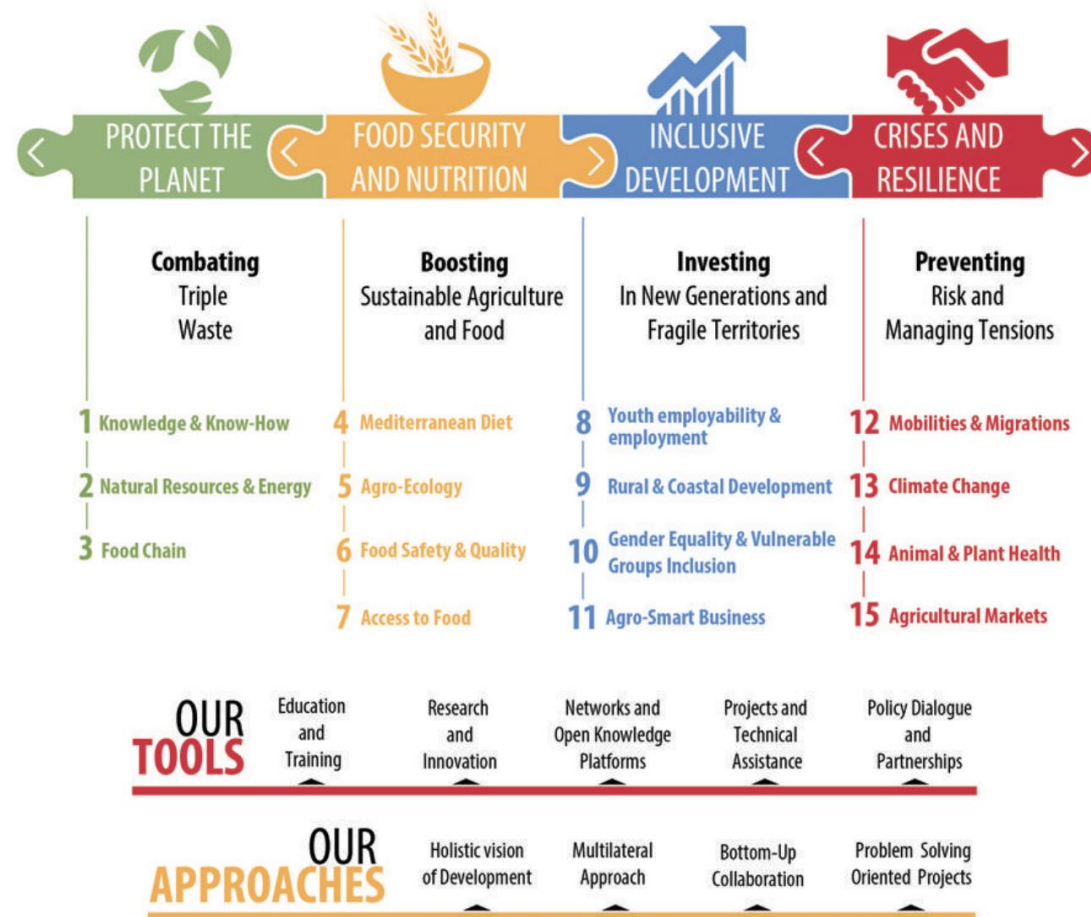 PROTECT THE
PLANET
FOOD SECURITY
AND NUTRITION
INCLUSIVE
DEVELOPMENT
CRISES AND
RESILIENCE
Combating
Triple
Waste
Boosting
Sustainable Agriculture
and Food
Investing
In New Generations and
Fragile Territories
Preventing
Risk and
Managing Tensions
1 Knowledge & Know-How
2 Natural Resources & Energy
3 Food Chain
4 Mediterranean Diet
5 Agro-Ecology
6 Food Safety & Quality
7 Access to Food
8 Youth employability &
employment
9 Rural & Coastal Development
10 Gender Equality & Vulnerable
Groups Inclusion
11 Agro-Smart Business
12 Mobilities & Migrations
13 Climate Change
14 Animal & Plant Health
15 Agricultural Markets
OUR
TOOLS
Education
and
Training
Research
and
Innovation
Networks and
Open Knowledge
Platforms
Projects and
Technical
Assistance
Policy Dialogue
and
Partnerships
OUR
APPROACHES
Holistic vision
of Development
Multilateral
Approach
Bottom-Up
Collaboration
Problem Solving
Oriented Projects